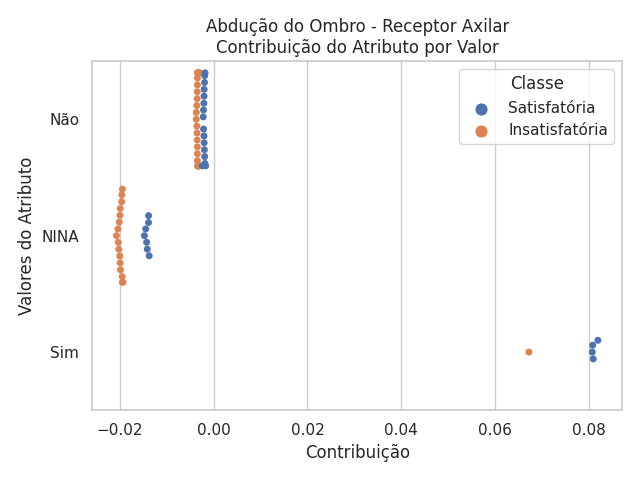 Abdução do Ombro - Receptor Axilar
Contribuição do Atributo por Valor
Classe
Satisfatória
Insatisfatória
Valores do Atributo
Não
NINA
Sim
−0.02
0.00
0.02
0.04
0.06
0.08
Contribuição